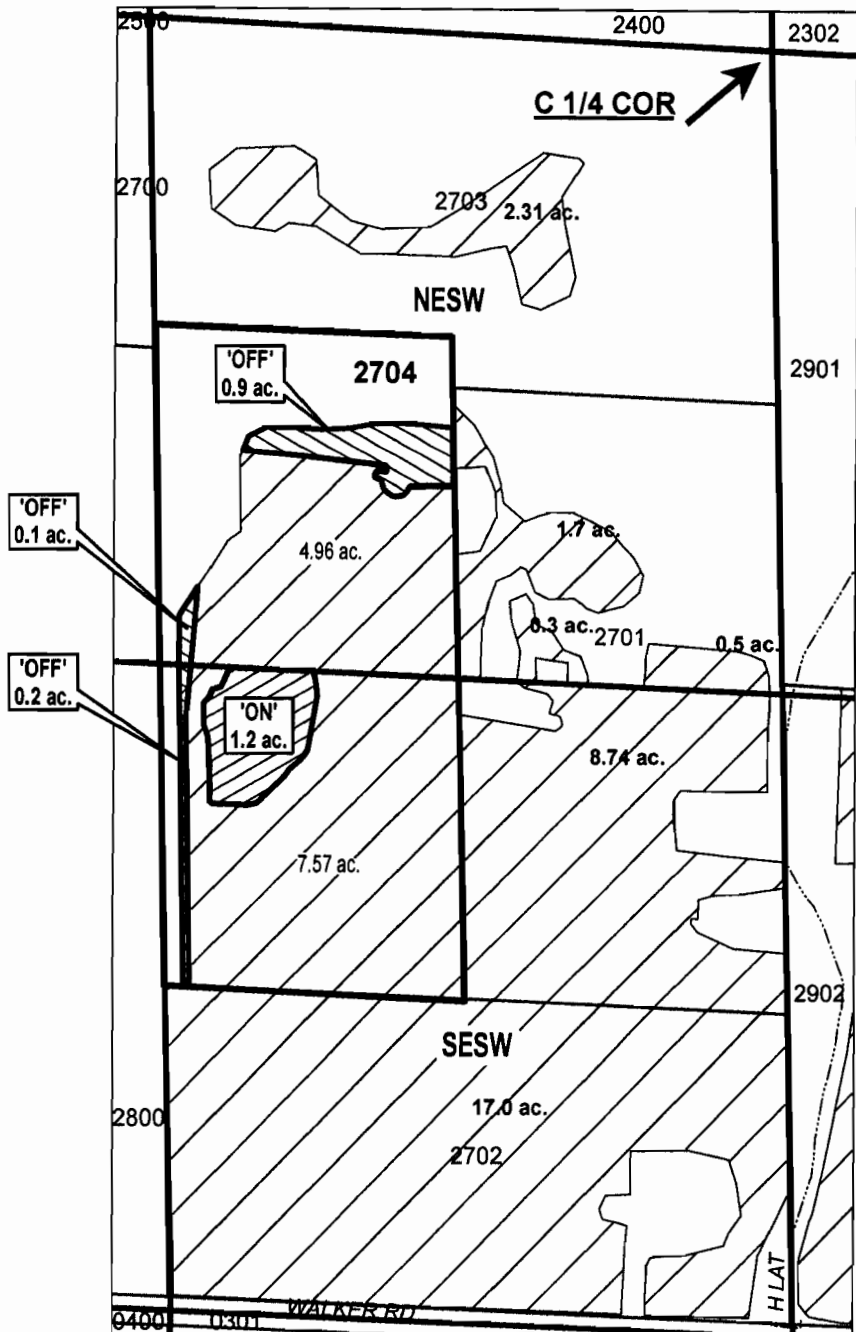 2500
2400
2302
C 1/4 COR
2700
2703
2.31 ac.
NESW
'OFF'
0.9 ac.
2704
2901
'OFF'
0.1 ac.
4.96 ac.
1.7 ac.
0.3 ac.
2701
0.5 ac.
'OFF'
0.2 ac.
'ON'
1.2 ac.
8.74 ac.
7.57 ac.
2902
SESW
17.0 ac.
2800
2702
H LAT
WALKER RD
0400
0301